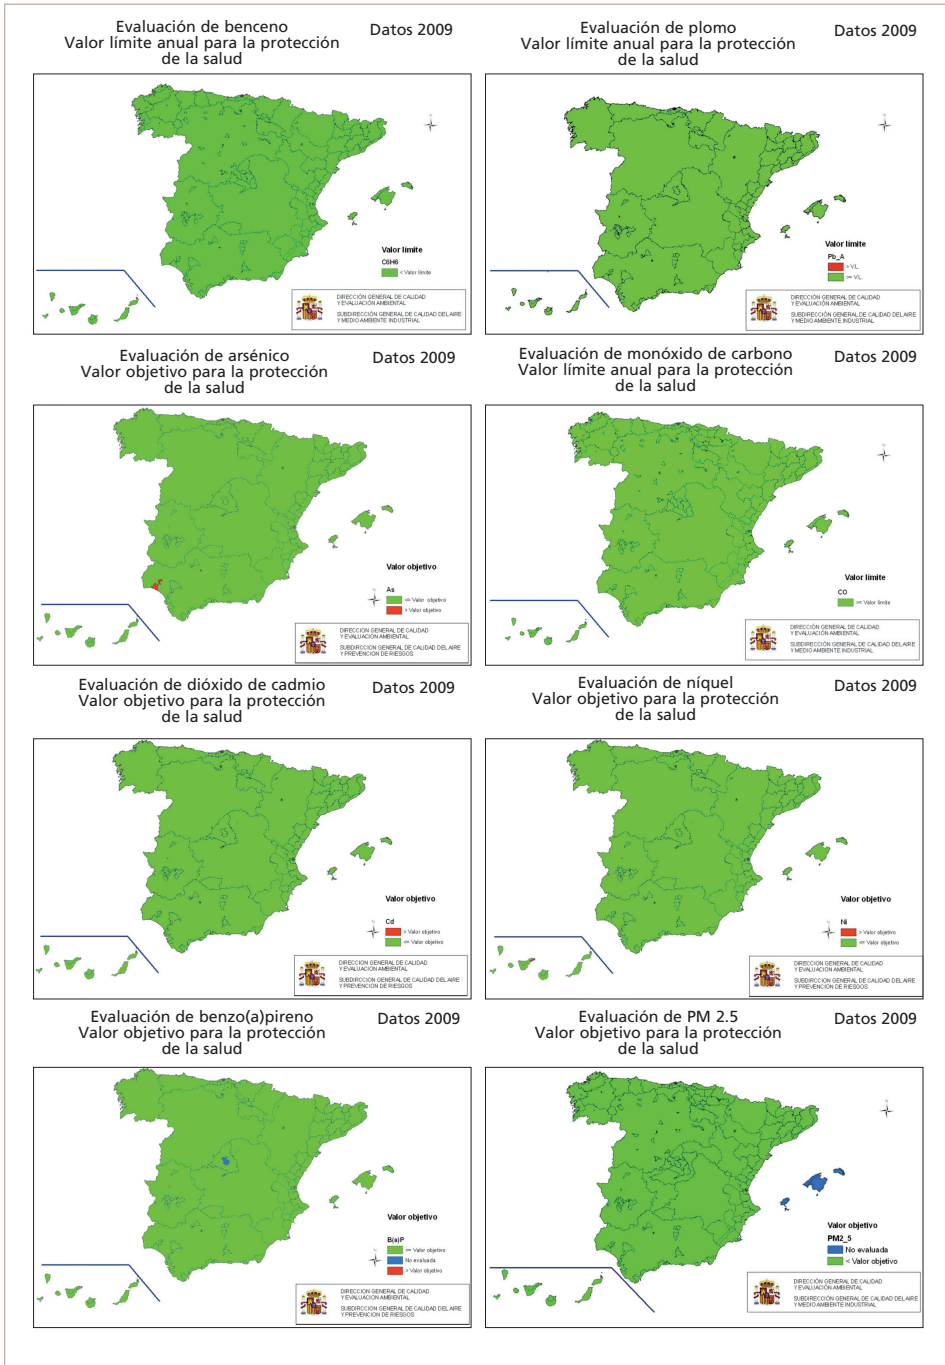 Evaluación de benceno
Valor límite anual para la protección
de la salud
Datos 2009
Valor límite
C6H6
< Valor límite
DIRECCIÓN GENERAL DE CALIDAD
Y EVALUACIÓN AMBIENTAL
SUBDIRECCIÓN GENERAL DE CALIDAD DEL AIRE
Y MEDIO AMBIENTE INDUSTRIAL
Evaluación de plomo
Valor límite anual para la protección
de la salud
Datos 2009
Valor límite
Pb_A
> V.L.
>= V.L.
DIRECCIÓN GENERAL DE CALIDAD
Y EVALUACIÓN AMBIENTAL
SUBDIRECCIÓN GENERAL DE CALIDAD DEL AIRE
Y MEDIO AMBIENTE INDUSTRIAL
Evaluación de arsénico
Valor objetivo para la protección
de la salud
Datos 2009
Valor objetivo
As
<= Valor objetivo
> Valor objetivo
DIRECCION GENERAL DE CALIDAD
Y EVALUACION AMBIENTAL
SUBDIRCCION GENERAL DE CALIDAD DEL AIRE
Y PREVENCION DE RIESGOS
Evaluación de monóxido de carbono
Valor límite anual para la protección
de la salud
Datos 2009
Valor límite
CO
>= Valor límite
DIRECCIÓN GENERAL DE CALIDAD
Y EVALUACIÓN AMBIENTAL
SUBDIRECCIÓN GENERAL DE CALIDAD DEL AIRE
Y MEDIO AMBIENTE INDUSTRIAL
Evaluación de dióxido de cadmio
Valor objetivo para la protección
de la salud
Datos 2009
Valor objetivo
Cd
> Valor objetivo
<= Valor objetivo
DIRECCION GENERAL DE CALIDAD
Y EVALUACION AMBIENTAL
SUBDIRCCION GENERAL DE CALIDAD DEL AIRE
Y PREVENCION DE RIESGOS
Evaluación de níquel
Valor objetivo para la protección
de la salud
Datos 2009
Valor objetivo
Ni
> Valor objetivo
<= Valor objetivo
DIRECCION GENERAL DE CALIDAD
Y EVALUACION AMBIENTAL
SUBDIRCCION GENERAL DE CALIDAD DEL AIRE
Y PREVENCION DE RIESGOS
Evaluación de benzo(a)pireno
Valor objetivo para la protección
de la salud
Datos 2009
Valor objetivo
B(a)P
<= Valor objetivo
No evaluada
> Valor objetivo
DIRECCION GENERAL DE CALIDAD
Y EVALUACION AMBIENTAL
SUBDIRCCION GENERAL DE CALIDAD DEL AIRE
Y PREVENCION DE RIESGOS
Evaluación de PM 2.5
Valor objetivo para la protección
de la salud
Datos 2009
Valor objetivo
PM2_5
No evaluada
< Valor objetivo
DIRECCIÓN GENERAL DE CALIDAD
Y EVALUACIÓN AMBIENTAL
SUBDIRECCIÓN GENERAL DE CALIDAD DEL AIRE
Y MEDIO AMBIENTE INDUSTRIAL